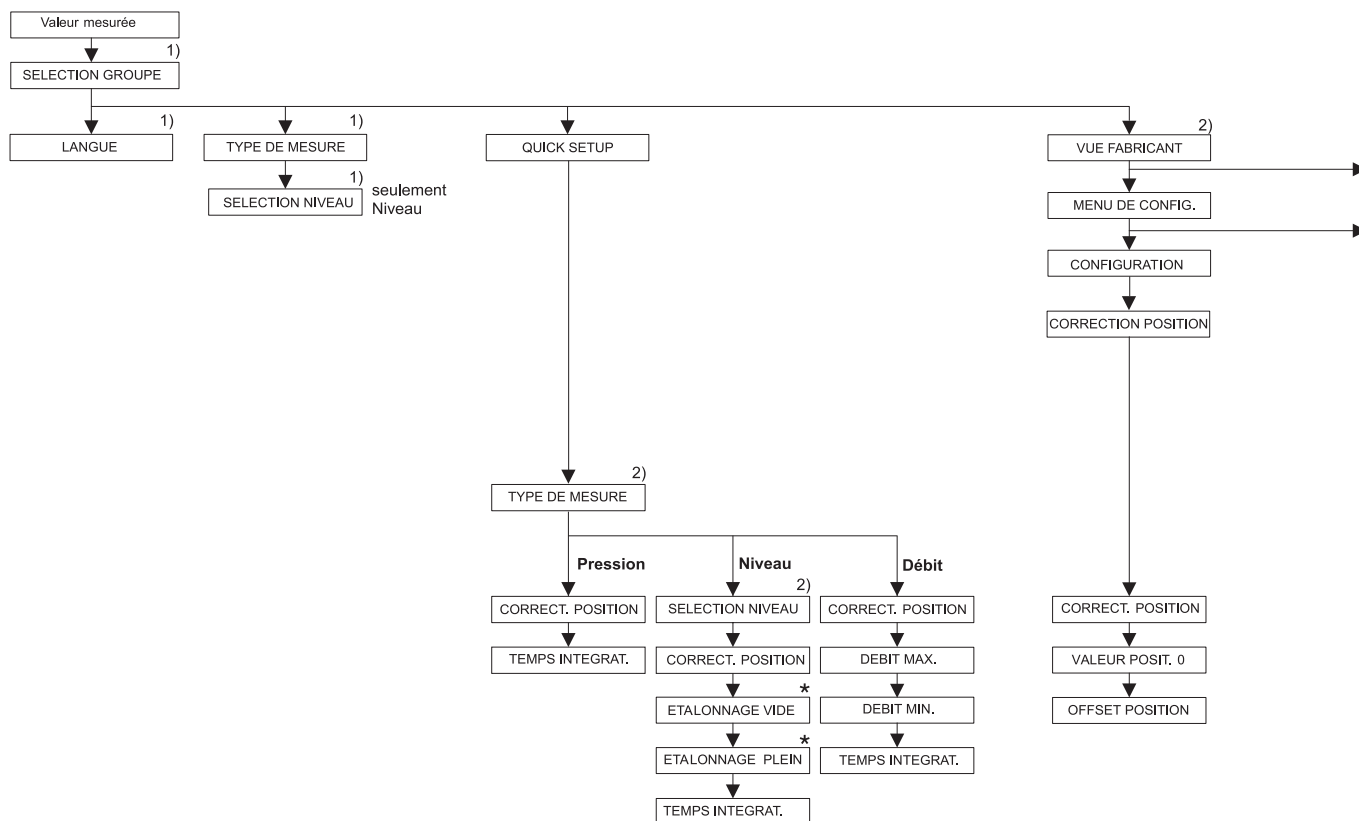 Valeur mesurée
1)
SELECTION GROUPE
1)
LANGUE
1)
TYPE DE MESURE
QUICK SETUP
2)
VUE FABRICANT
1)
SELECTION NIVEAU
seulement
Niveau
MENU DE CONFIG.
CONFIGURATION
CORRECTION POSITION
2)
TYPE DE MESURE
Pression
Niveau
Débit
CORRECT. POSITION
2)
SELECTION NIVEAU
CORRECT. POSITION
CORRECT. POSITION
TEMPS INTEGRAT.
CORRECT. POSITION
DEBIT MAX.
VALEUR POSIT. 0
*
ETALONNAGE VIDE
DEBIT MIN.
OFFSET POSITION
*
ETALONNAGE PLEIN
TEMPS INTEGRAT.
TEMPS INTEGRAT.